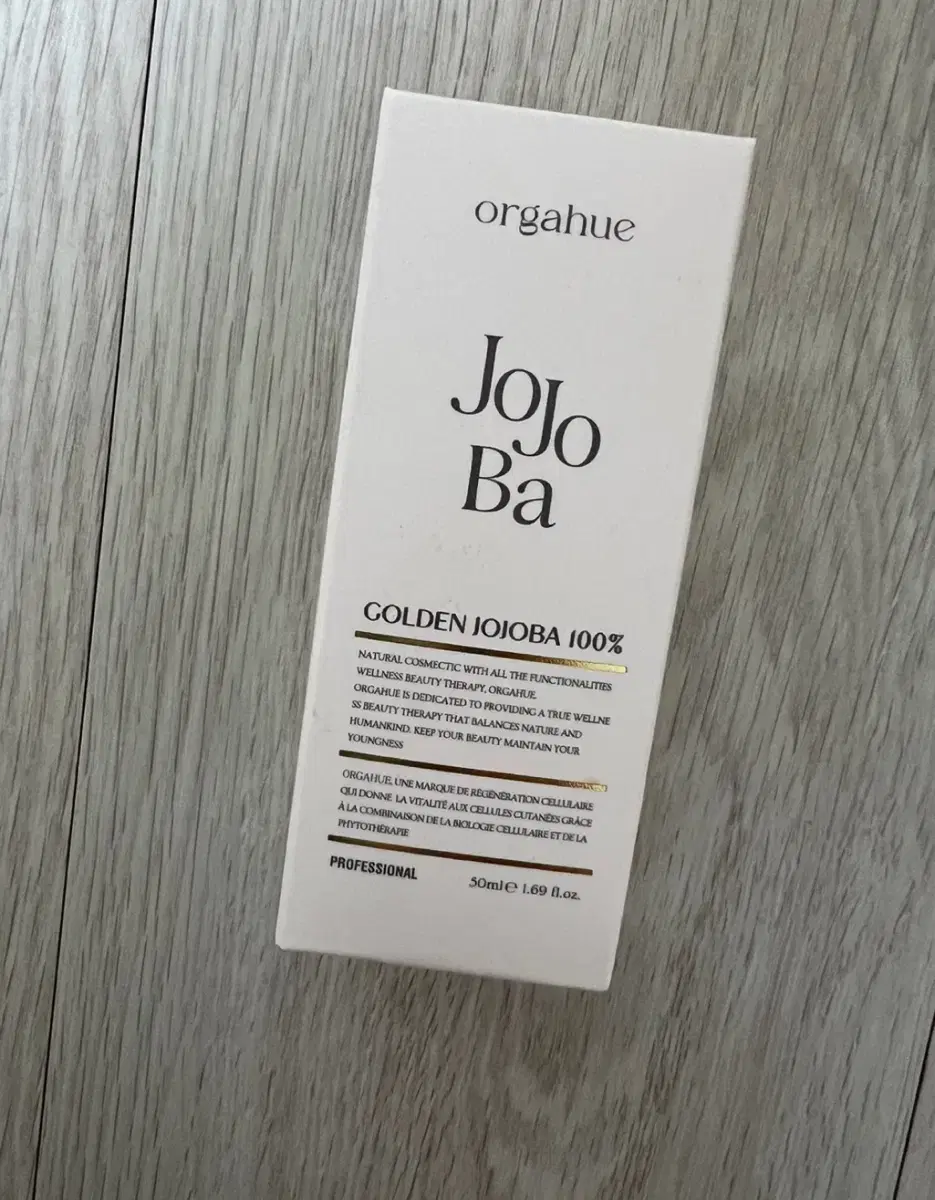 orgahue
JoJo
Ba
GOLDEN JOJOBA 100%
NATURAL COSMECTIC WITH ALL THE FUNCTIONALITIES
WELLNESS BEAUTY THERAPY, ORGAHUE.
ORGAHUE IS DEDICATED TO PROVIDING A TRUE WELLNE
SS BEAUTY THERAPY THAT BALANCES NATURE AND
HUMANKIND. KEEP YOUR BEAUTY MAINTAIN YOUR
YOUNGNESS
ORGAHUE, UNE MARQUE DE RÉGÉNÉRATION CELLULAIRE
QUI DONNE LA VITALITÉ AUX CELLULES CUTANÉES GRÂCE
À LA COMBINAISON DE LA BIOLOGIE CELLULAIRE ET DE LA
PHYTOTHÉRAPIE
PROFESSIONAL
50ml℮ 1.69 fl.oz.